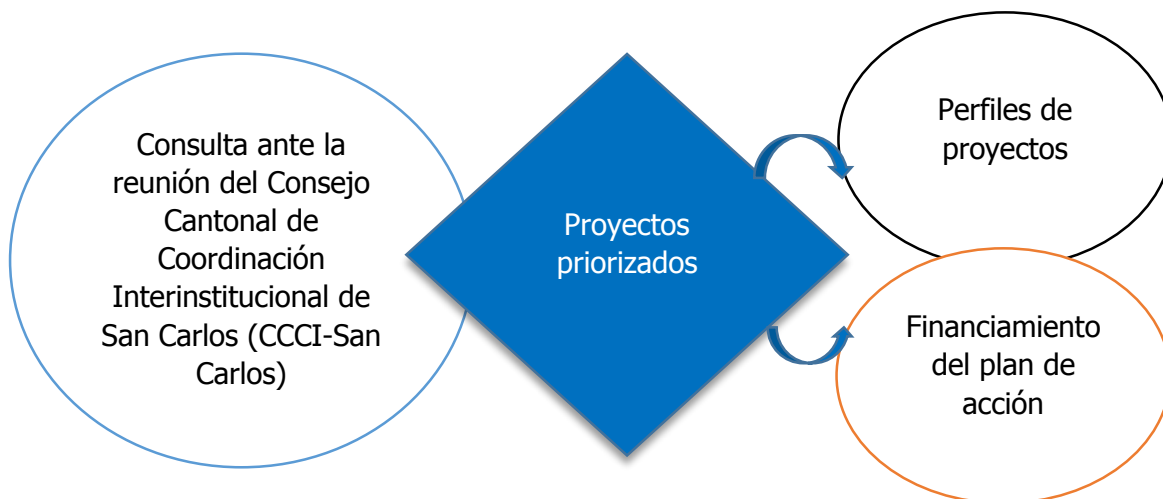 Consulta ante la
reunión del Consejo
Cantonal de
Coordinación
Interinstitucional de
San Carlos (CCCI-San
Carlos)
Proyectos
priorizados
Perfiles de
proyectos
Financiamiento
del plan de
acción